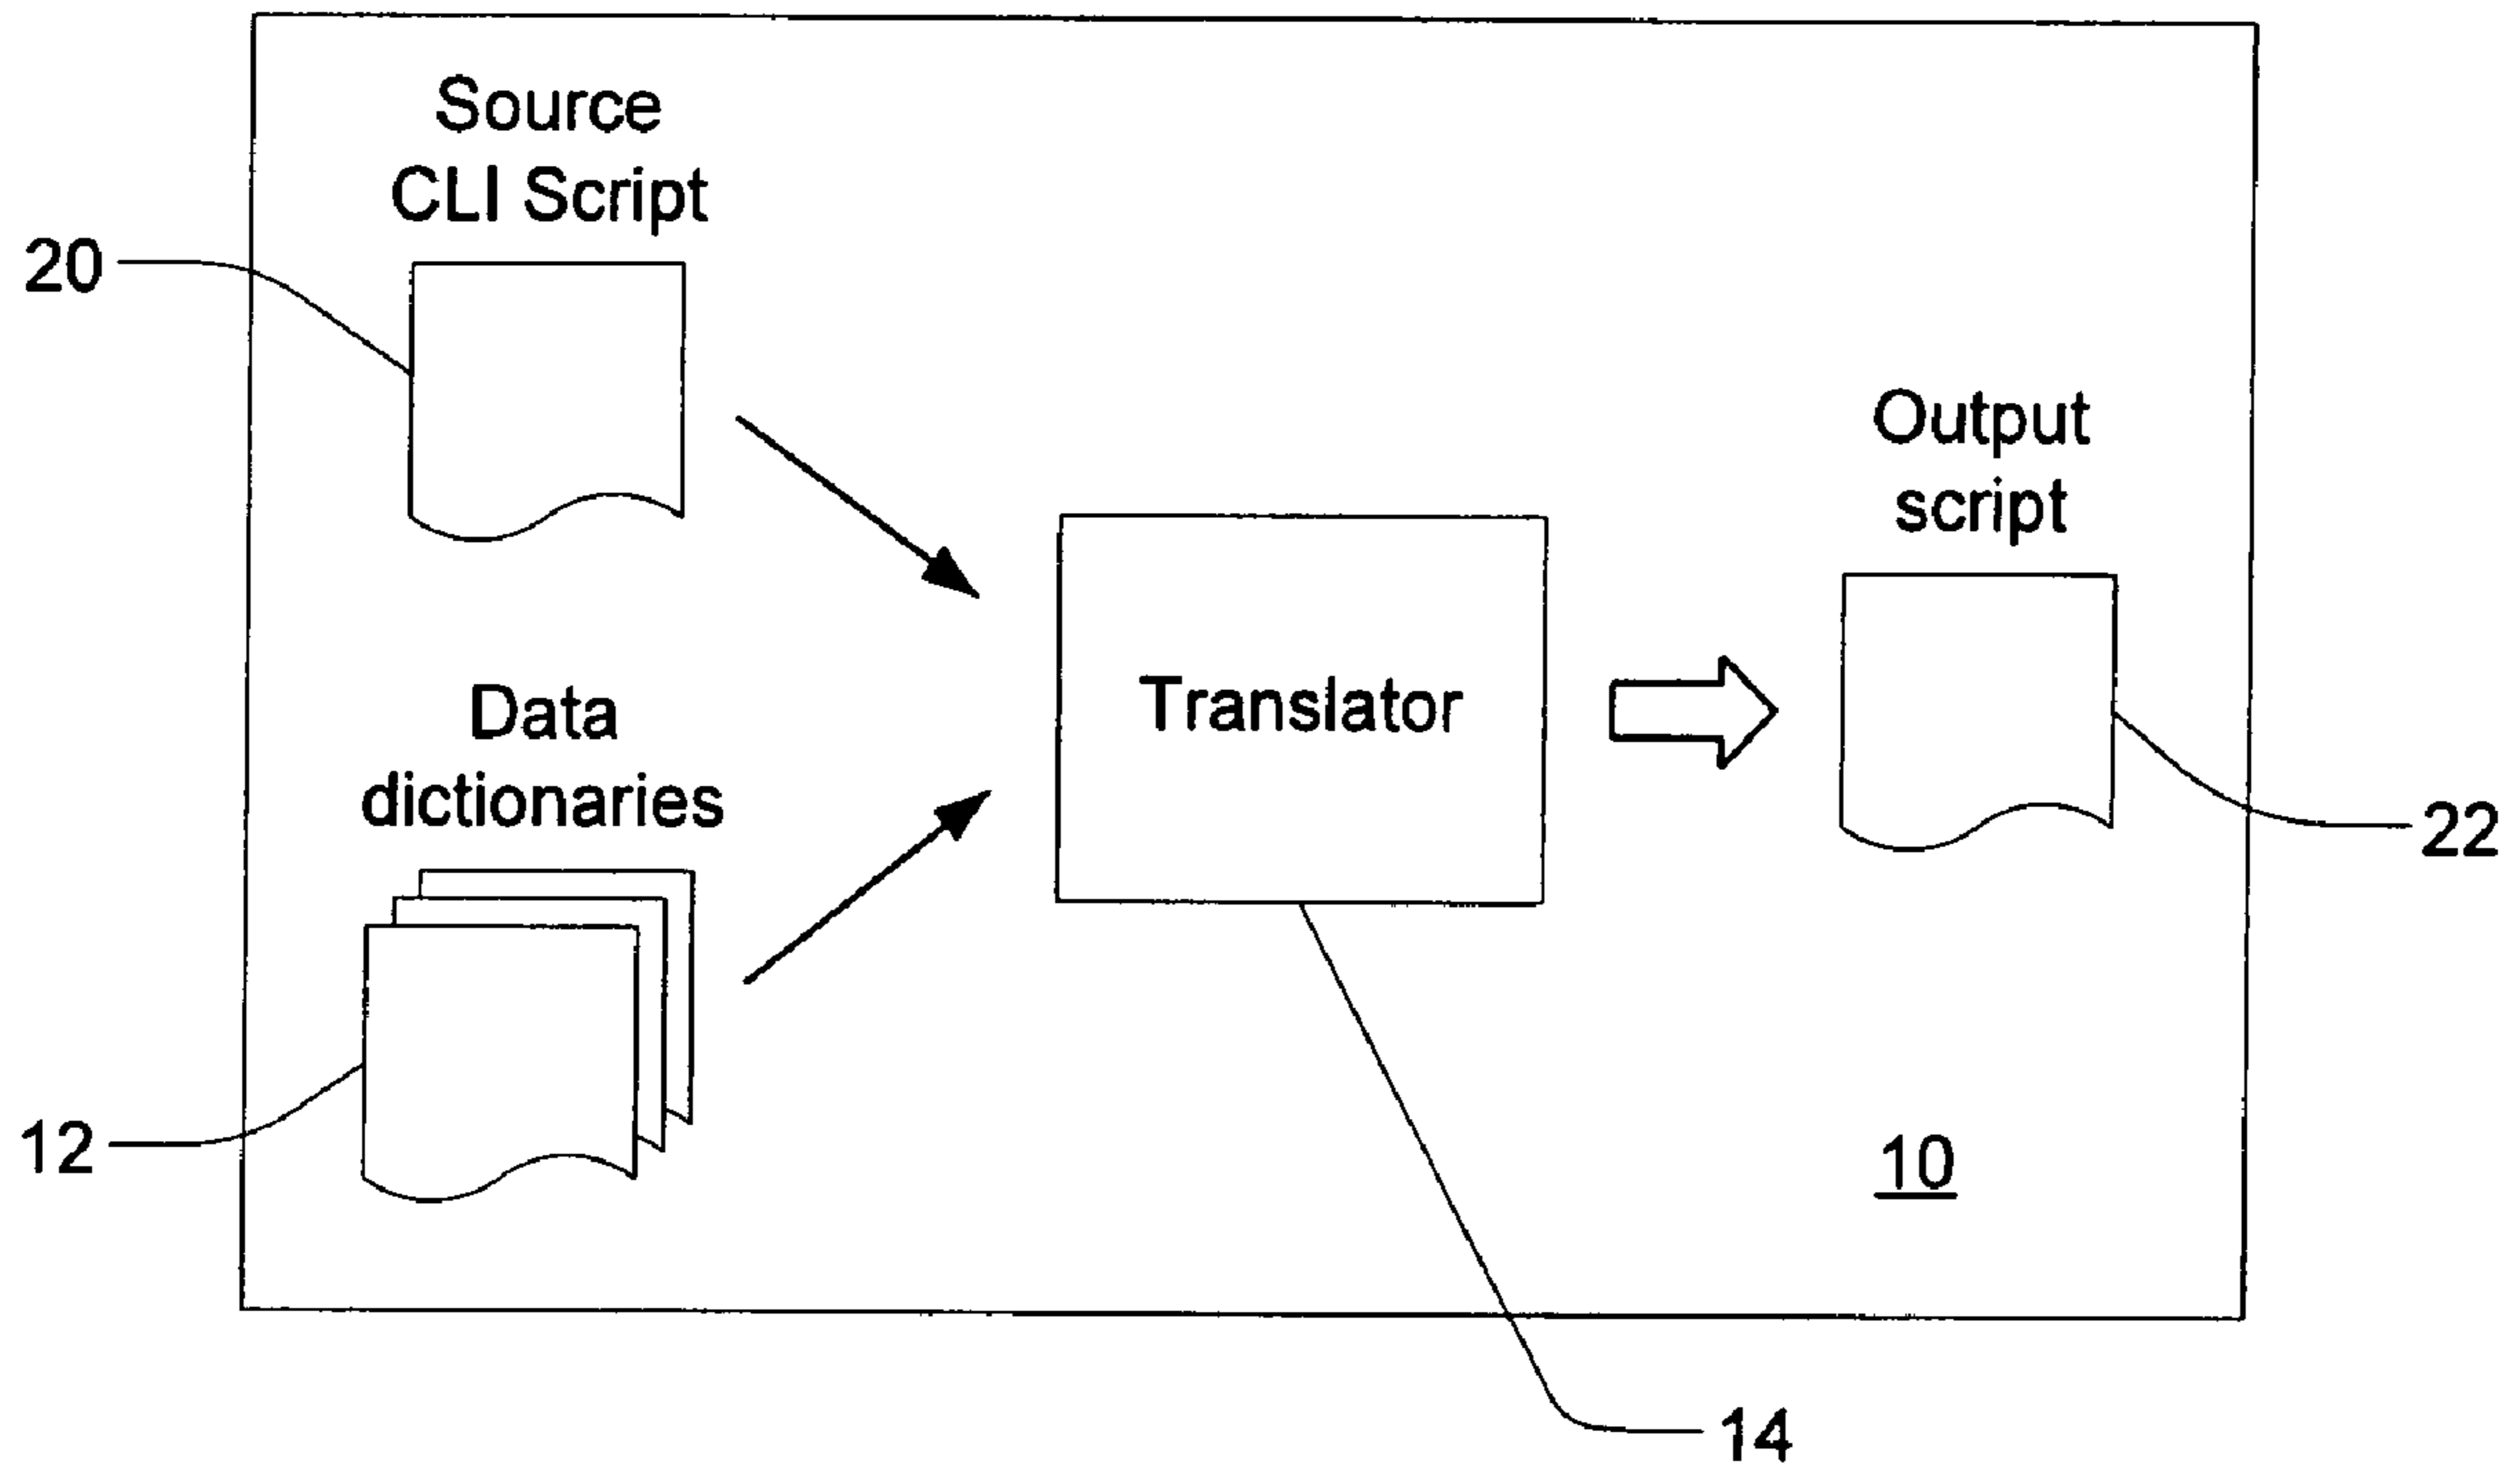 Source
CLI Script
20
Output
script
Data
dictionaries
Translator
22
12
10
14